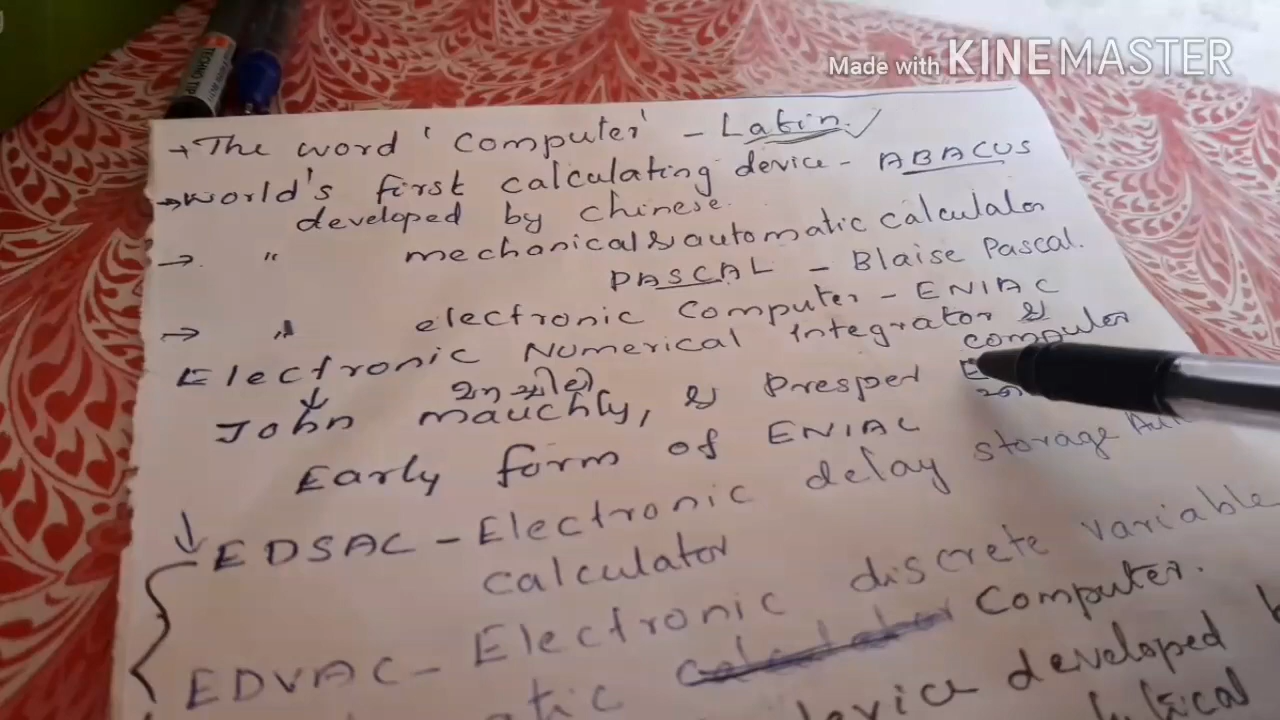 Made with KINEMASTER
TECHNO TIP
→ The word 'computer' - Latin. ✓
→ World's first calculating device - ABACUS
developed by chinese.
→ " mechanical & automatic calculator
PASCAL - Blaise Pascal.
→ " electronic computer - ENIAC
Electronic Numerical Integrator &
computer
John mauchly, & Presper
Early form of ENIAC
↓ EDSAC - Electronic delay storage
calculator
EDVAC - Electronic discrete variable
Computer.
developed